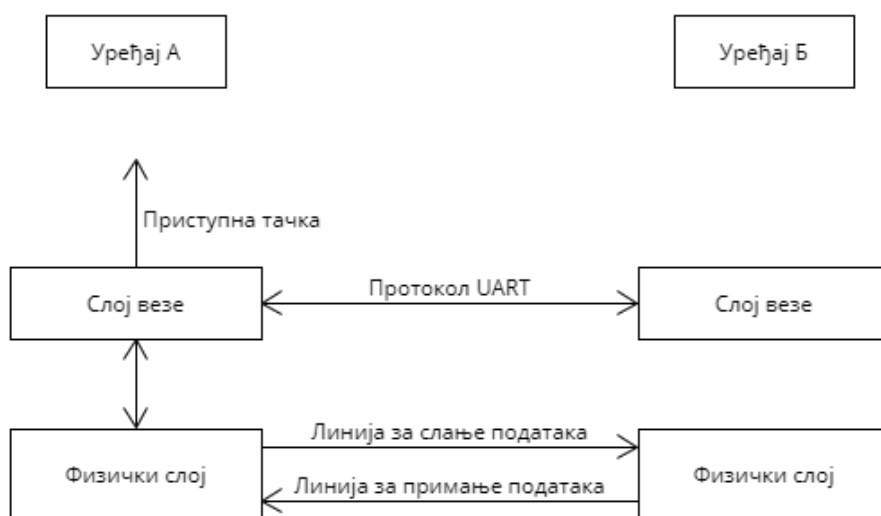 Уређај А
Уређај Б
Приступна тачка
Слој везе
Протокол UART
Слој везе
Линија за слање података
Физички слој
Физички слој
Линија за примање података